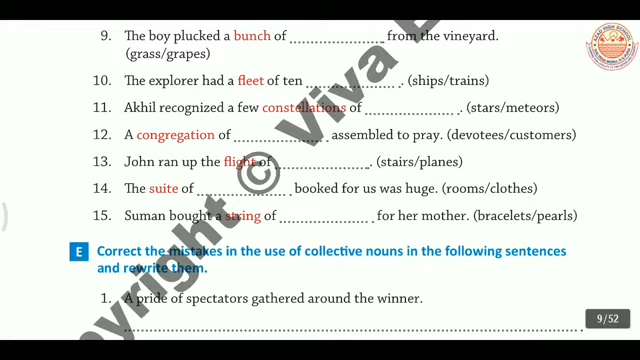 9. The boy plucked a bunch of ........................ from the vineyard.
(grass/grapes)
10. The explorer had a fleet of ten ........................ . (ships/trains)
11. Akhil recognized a few constellations of ........................ . (stars/meteors)
12. A congregation of ........................ assembled to pray. (devotees/customers)
13. John ran up the flight of ........................ . (stairs/planes)
14. The suite of ........................ booked for us was huge. (rooms/clothes)
15. Suman bought a string of ........................ for her mother. (bracelets/pearls)
E Correct the mistakes in the use of collective nouns in the following sentences
and rewrite them.
1. A pride of spectators gathered around the winner.
9/52